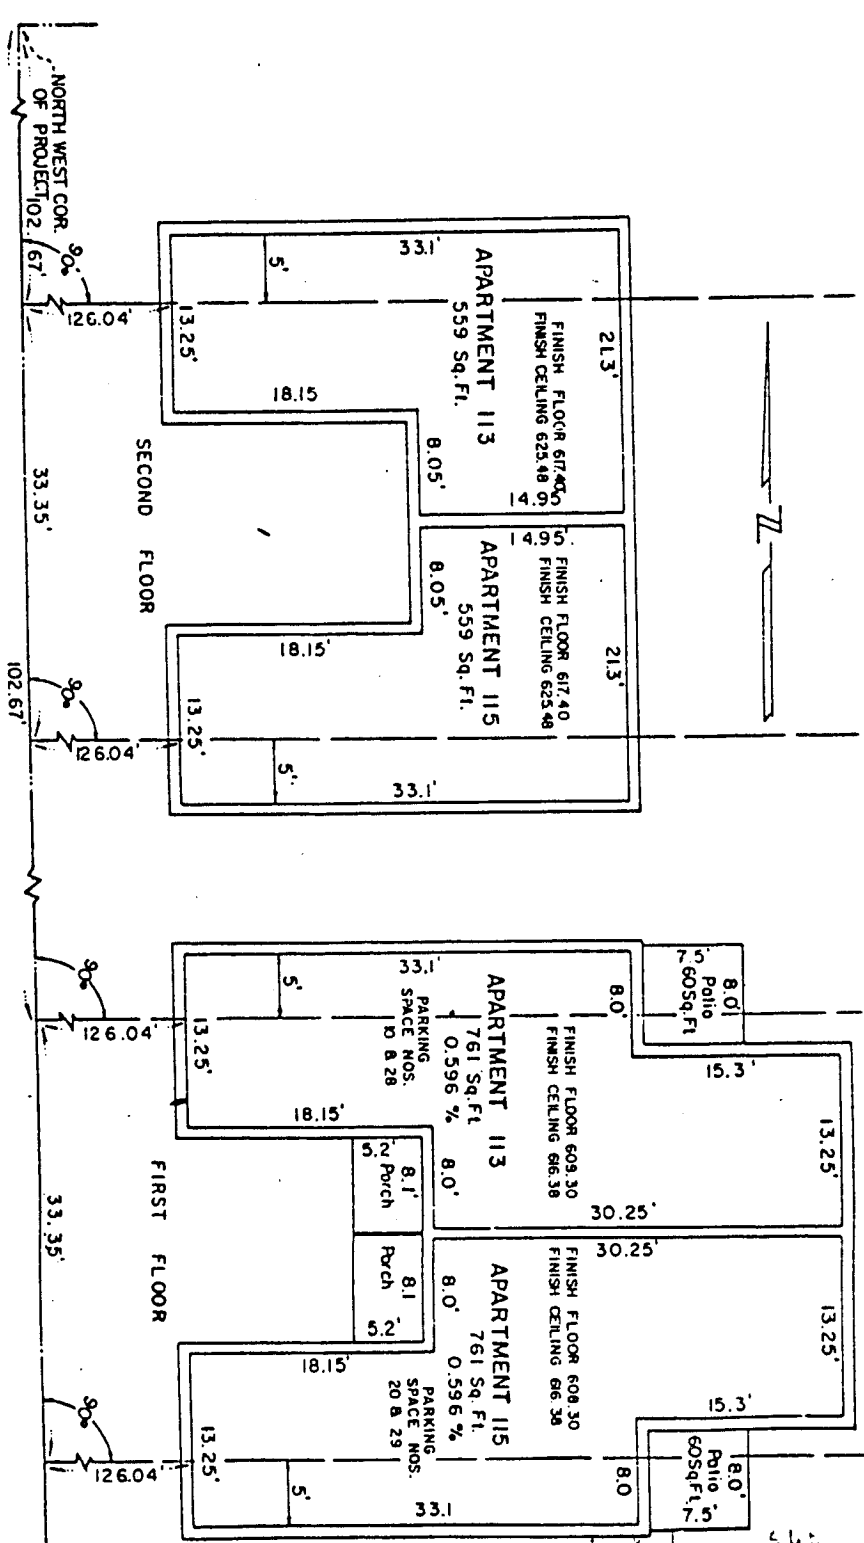 NORTH WEST COR.
OF PROJECT
102.67'
90°
126.04'
33.35'
102.67'
90°
126.04'
SECOND FLOOR
33.1'
5'
13.25'
18.15
8.05'
14.95
21.3'
APARTMENT 113
559 Sq.Ft.
FINISH FLOOR 617.40
FINISH CEILING 625.48
14.95'
8.05'
18.15'
13.25'
5'
33.1'
21.3'
APARTMENT 115
559 Sq.Ft.
FINISH FLOOR 617.40
FINISH CEILING 625.48
N
90°
126.04'
33.35'
90°
126.04'
FIRST FLOOR
33.1'
5'
13.25'
18.15'
8.0'
8.0'
7.5'
8.0'
Patio
60Sq.Ft
15.3'
13.25'
30.25'
APARTMENT 113
761 Sq.Ft
0.596 %
FINISH FLOOR 609.30
FINISH CEILING 616.38
PARKING
SPACE NOS.
10 & 28
5.2'
8.1'
Porch
8.1
Porch
5.2'
30.25'
13.25'
15.3'
8.0'
18.15'
13.25'
5'
33.1
8.0
8.0'
Patio
60Sq.Ft.
7.5'
APARTMENT 115
761 Sq.Ft.
0.596 %
FINISH FLOOR 608.30
FINISH CEILING 616.38
PARKING
SPACE NOS.
20 & 29